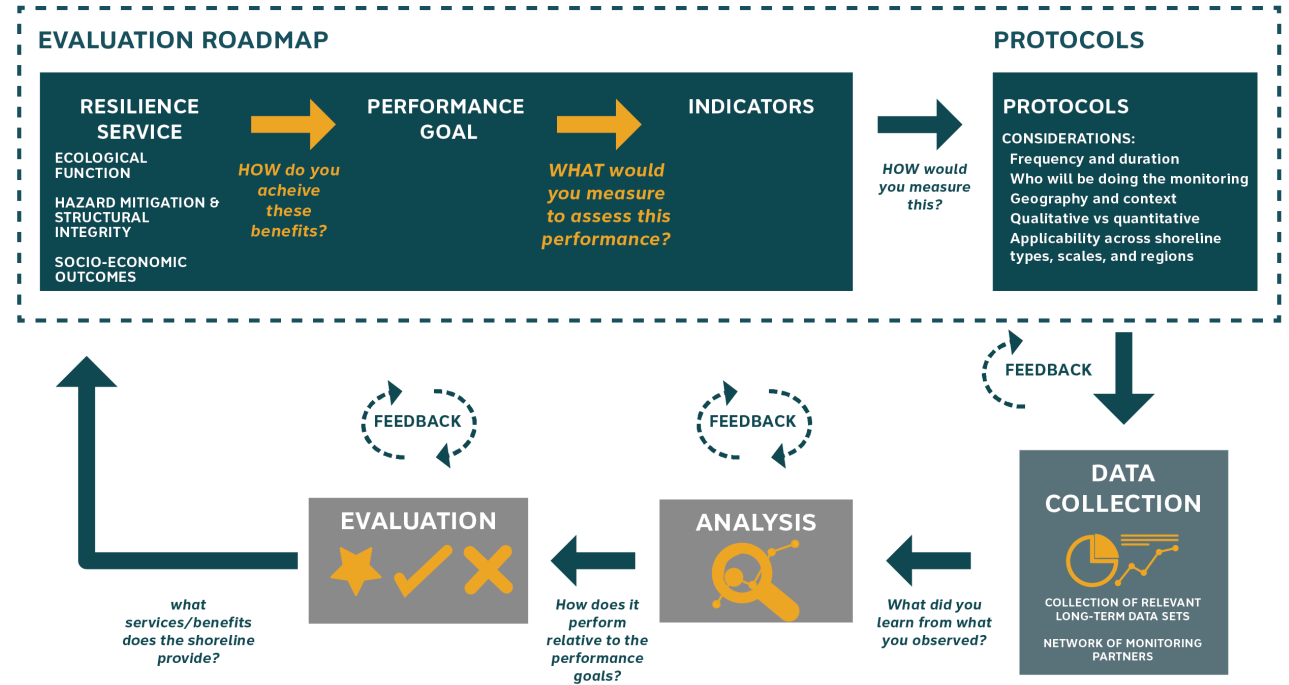 EVALUATION ROADMAP
PROTOCOLS
RESILIENCE
SERVICE
ECOLOGICAL
FUNCTION
HAZARD MITIGATION &
STRUCTURAL
INTEGRITY
SOCIO-ECONOMIC
OUTCOMES
HOW do you
acheive
these
benefits?
PERFORMANCE
GOAL
WHAT would
you measure
to assess this
performance?
INDICATORS
HOW would
you measure
this?
PROTOCOLS
CONSIDERATIONS:
Frequency and duration
Who will be doing the monitoring
Geography and context
Qualitative vs quantitative
Applicability across shoreline
types, scales, and regions
FEEDBACK
FEEDBACK
FEEDBACK
DATA
COLLECTION
COLLECTION OF RELEVANT
LONG-TERM DATA SETS
NETWORK OF MONITORING
PARTNERS
What did you
learn from what
you observed?
ANALYSIS
How does it
perform
relative to the
performance
goals?
EVALUATION
what
services/benefits
does the shoreline
provide?